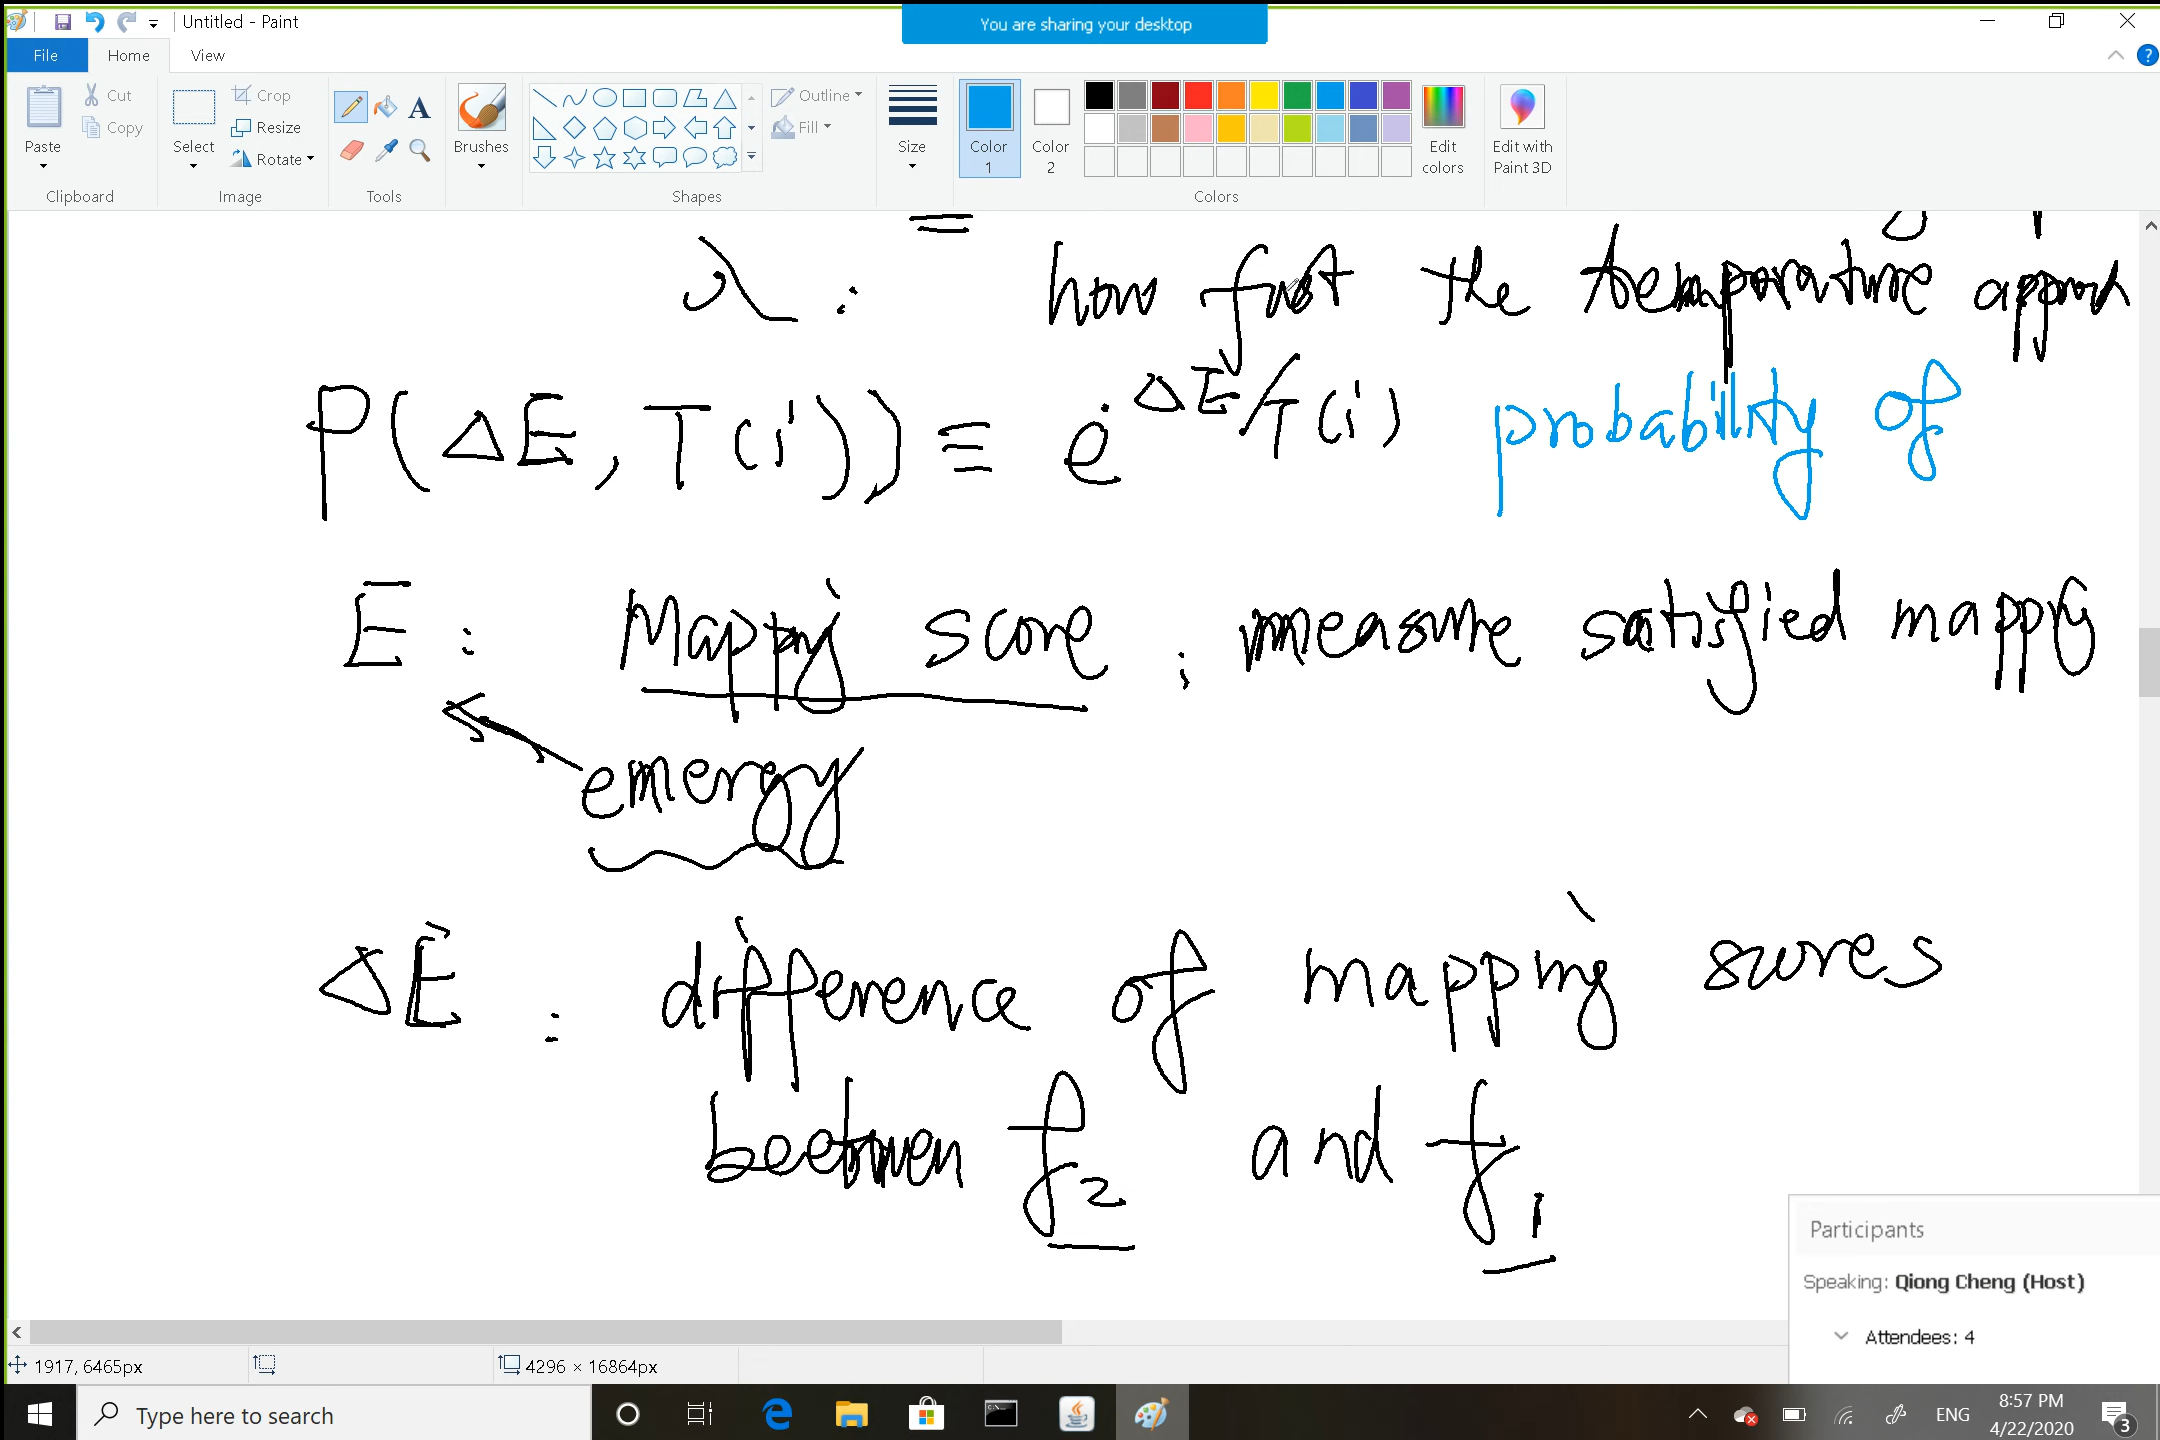 Untitled - Paint
You are sharing your desktop
File Home View
Paste
Cut
Copy
Clipboard
Select
Crop
Resize
Rotate
Image
Tools
Brushes
Shapes
Outline
Fill
Size
Color 1
Color 2
Colors
Edit colors
Edit with Paint 3D
λ : how fast the temperature approach
P(ΔE, T(i)) ≡ e^ΔE/T(i) probability of
E : Mapping score ; measure satisfied mapping
energy
ΔE : difference of mapping scores
between f2 and f1
Participants
Speaking: Qiong Cheng (Host)
Attendees: 4
1917, 6465px
4296 × 16864px
Type here to search
ENG
8:57 PM
4/22/2020
3